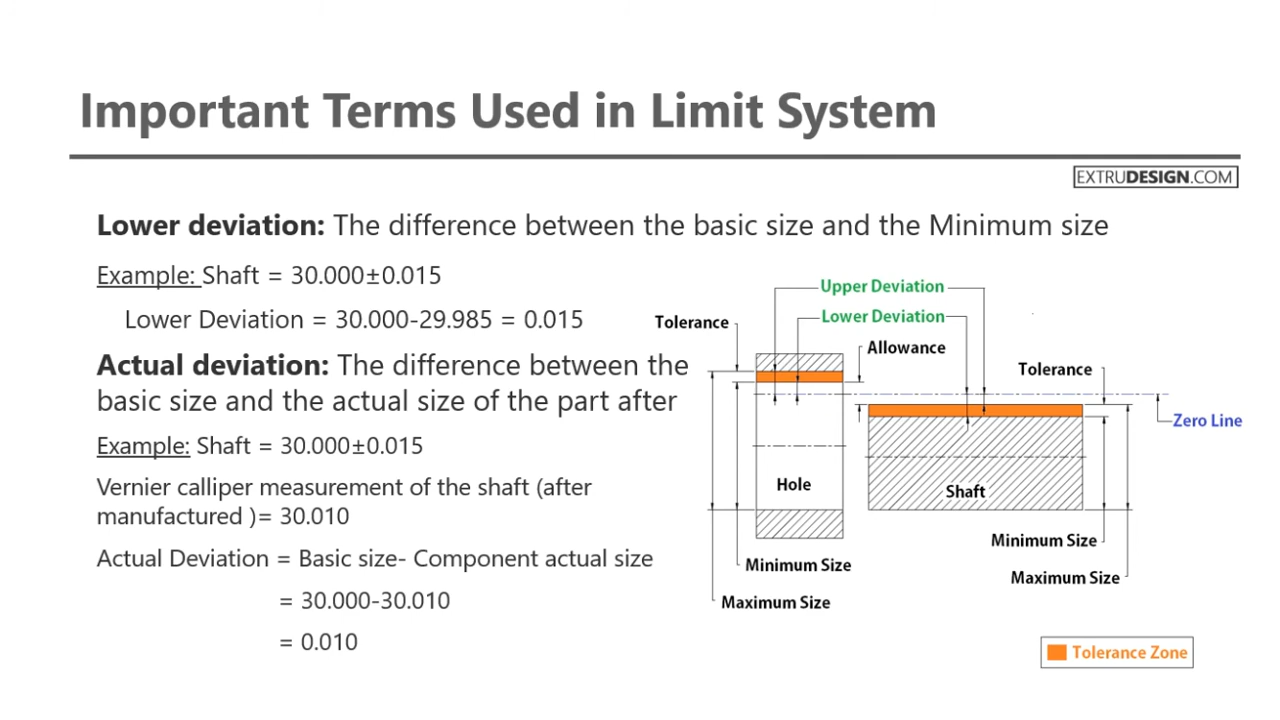 Important Terms Used in Limit System
EXTRUDESIGN.COM
Lower deviation: The difference between the basic size and the Minimum size
Example: Shaft = 30.000±0.015
Lower Deviation = 30.000-29.985 = 0.015
Actual deviation: The difference between the
basic size and the actual size of the part after
Example: Shaft = 30.000±0.015
Vernier calliper measurement of the shaft (after
manufactured )= 30.010
Actual Deviation = Basic size- Component actual size
= 30.000-30.010
= 0.010
Upper Deviation
Lower Deviation
Tolerance
Allowance
Tolerance
Zero Line
Hole
Shaft
Minimum Size
Minimum Size
Maximum Size
Maximum Size
Tolerance Zone